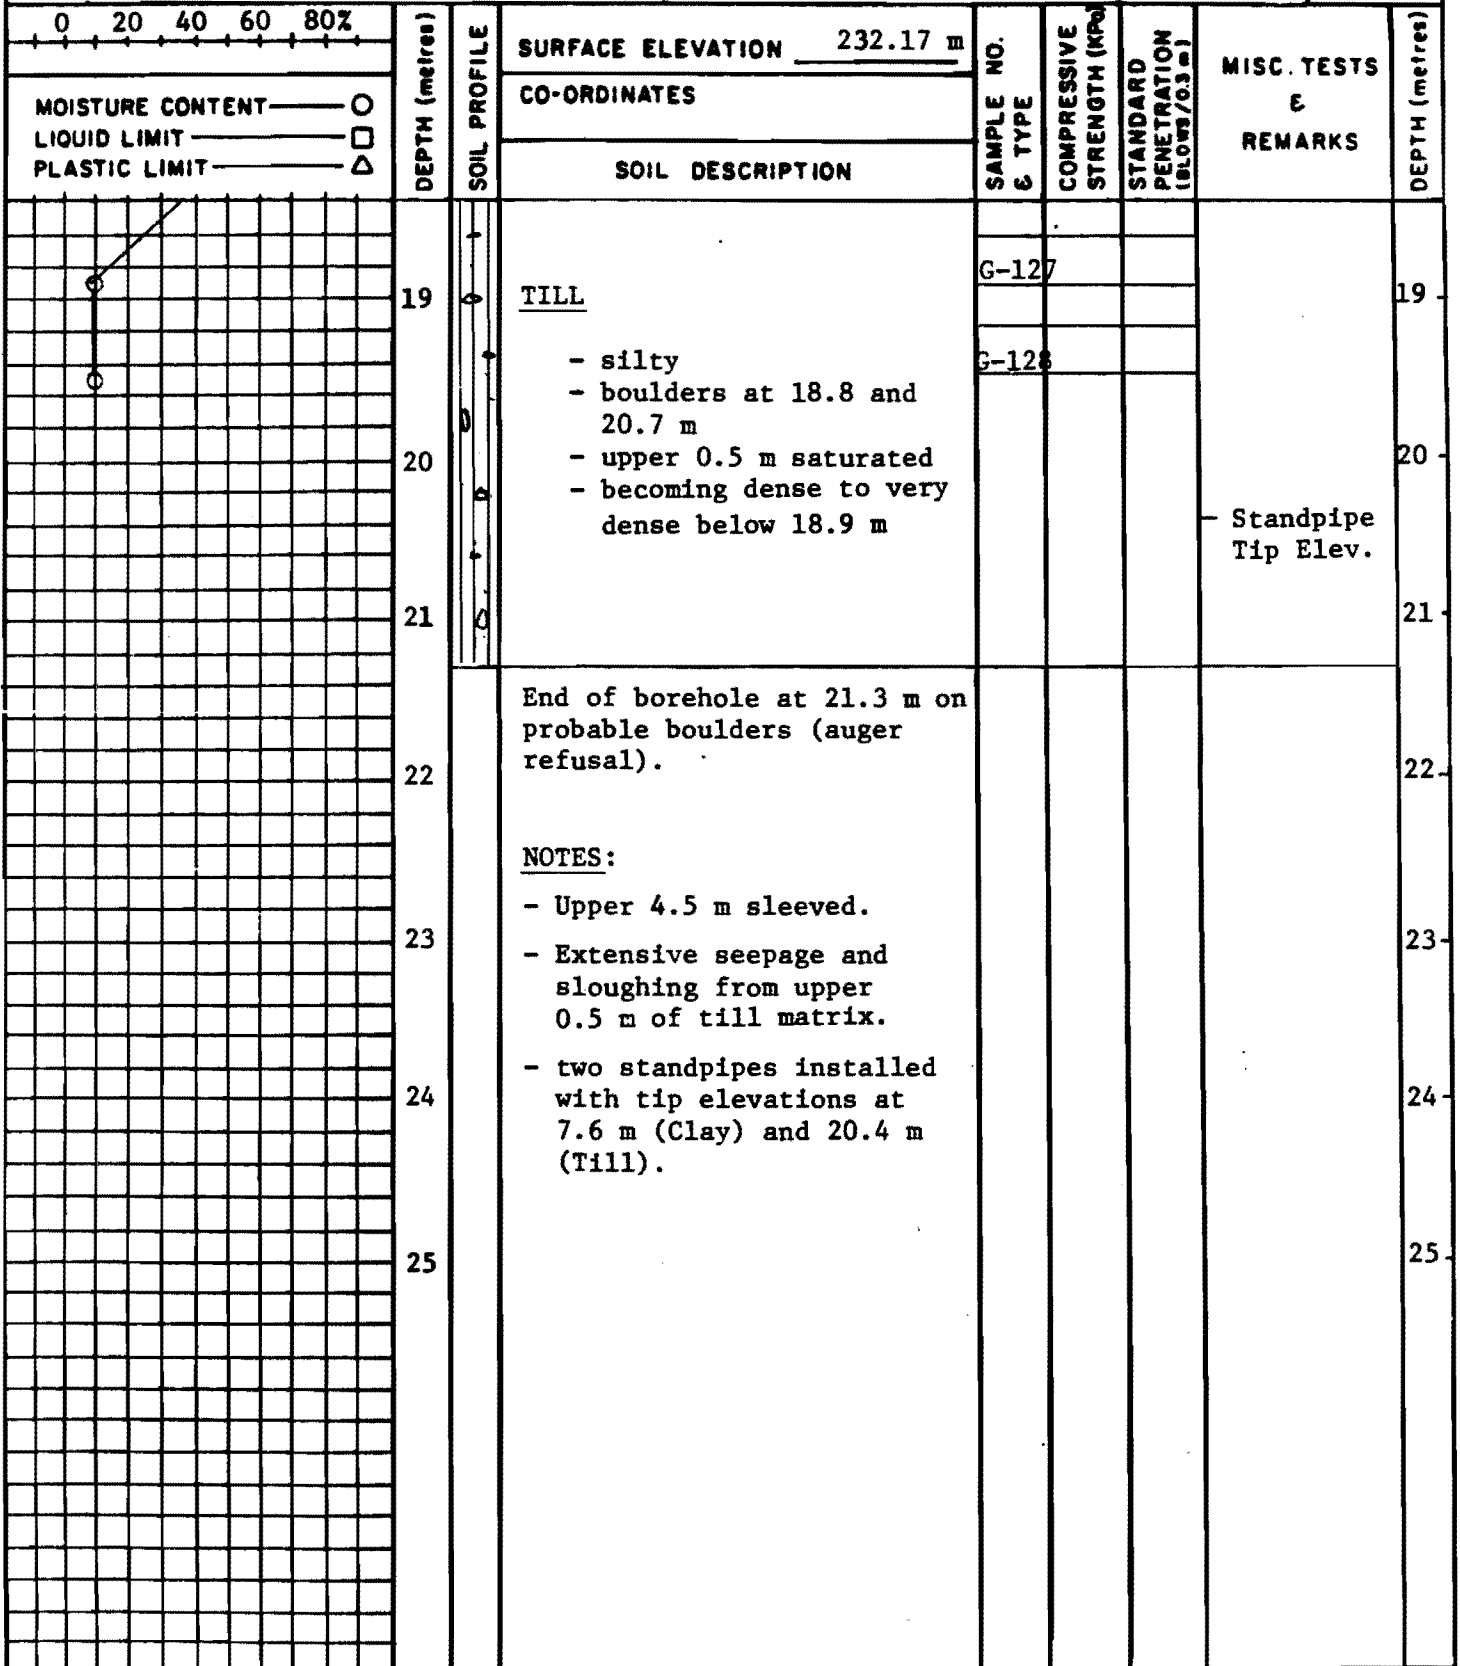 0 20 40 60 80%
MOISTURE CONTENT
LIQUID LIMIT
PLASTIC LIMIT
DEPTH (metres)
SOIL PROFILE
SURFACE ELEVATION 232.17 m
CO-ORDINATES
SOIL DESCRIPTION
SAMPLE NO.
& TYPE
COMPRESSIVE
STRENGTH (KPa)
STANDARD
PENETRATION
(BLOWS/0.3 m)
MISC. TESTS
&
REMARKS
DEPTH (metres)
G-127
19
TILL
19
- silty
G-128
- boulders at 18.8 and
20.7 m
20
- upper 0.5 m saturated
20
- becoming dense to very
dense below 18.9 m
- Standpipe
Tip Elev.
21
21
End of borehole at 21.3 m on
probable boulders (auger
refusal).
22
22
NOTES:
- Upper 4.5 m sleeved.
23
23
- Extensive seepage and
sloughing from upper
0.5 m of till matrix.
- two standpipes installed
with tip elevations at
7.6 m (Clay) and 20.4 m
(Till).
24
24
25
25